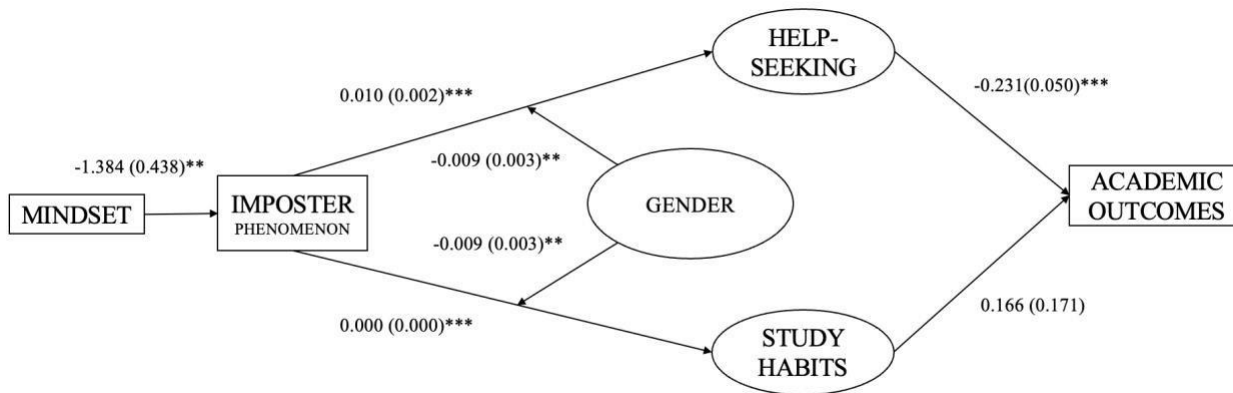 HELP-
SEEKING
0.010 (0.002)***
-0.231(0.050)***
-1.384 (0.438)**
-0.009 (0.003)**
MINDSET
IMPOSTER
PHENOMENON
GENDER
ACADEMIC
OUTCOMES
-0.009 (0.003)**
0.000 (0.000)***
0.166 (0.171)
STUDY
HABITS